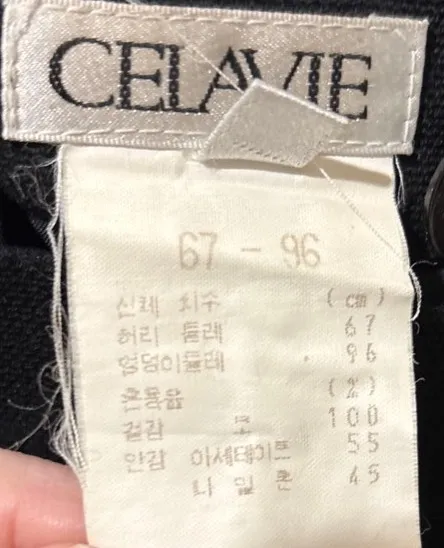 CELAVIE
67 - 96
신체 치수 (cm)
허리 둘레 67
엉덩이둘레 96
혼용율 (%)
겉감 모 100
안감 아세테이트 55
나 일 론 45